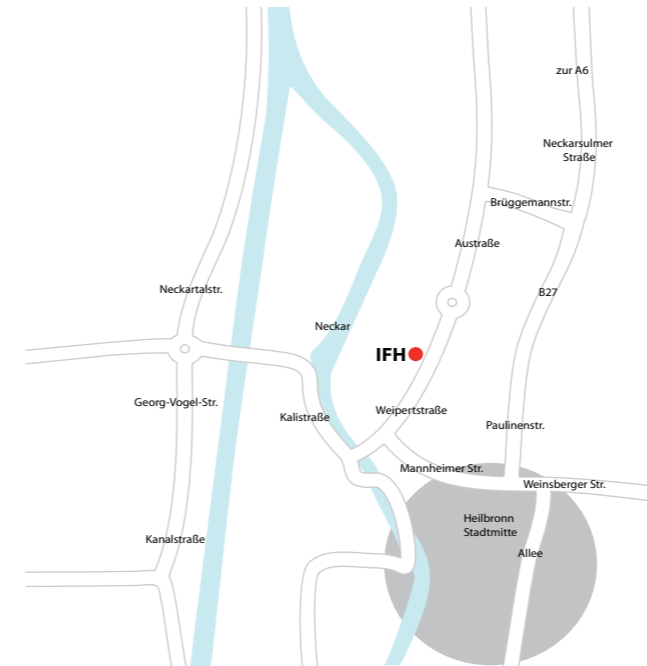 zur A6
Neckarsulmer
Straße
Brüggemannstr.
Austraße
Neckartalstr.
B27
Neckar
IFH
Georg-Vogel-Str.
Kalistraße
Weipertstraße
Paulinenstr.
Mannheimer Str.
Weinsberger Str.
Heilbronn
Stadtmitte
Kanalstraße
Allee